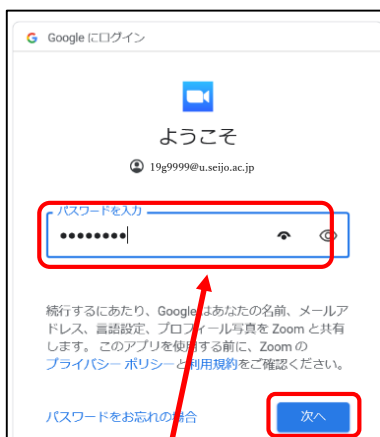 Google にログイン
ようこそ
19g9999@u.seijo.ac.jp
パスワードを入力
••••••••
続行するにあたり、Google はあなたの名前、メールア
ドレス、言語設定、プロフィール写真を Zoom と共有
します。このアプリを使用する前に、Zoom の
プライバシー ポリシーと利用規約をご確認ください。
パスワードをお忘れの場合
次へ